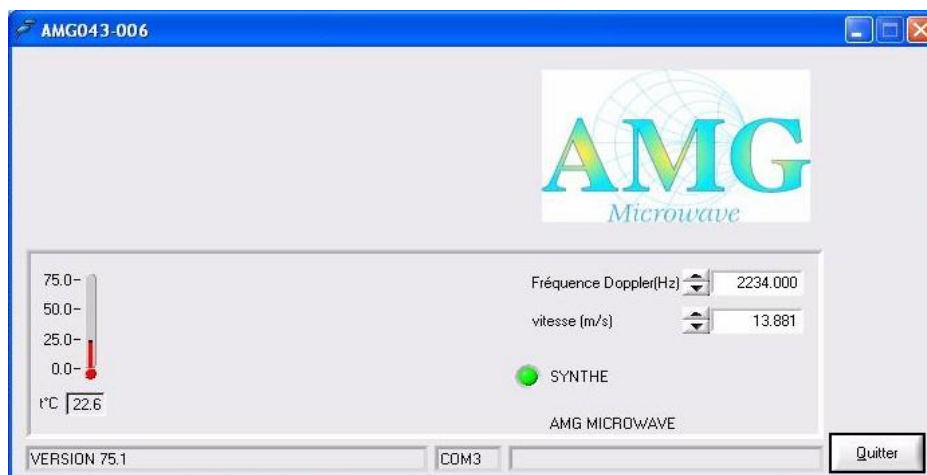 AMG043-006
AMG
Microwave
75.0-
50.0-
25.0-
0.0-
t°C 22.6
Fréquence Doppler(Hz) 2234.000
vitesse (m/s) 13.881
SYNTHE
AMG MICROWAVE
VERSION 75.1 COM3
Quitter